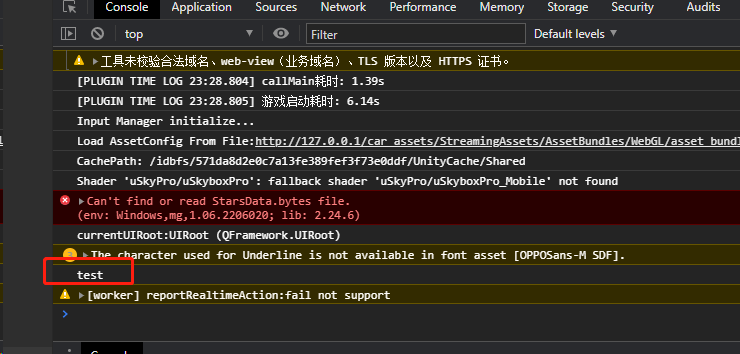 Console Application Sources Network Performance Memory Storage Security Audits
top Filter Default levels
工具未校验合法域名、web-view（业务域名）、TLS 版本以及 HTTPS 证书。
[PLUGIN TIME LOG 23:28.804] callMain耗时: 1.39s
[PLUGIN TIME LOG 23:28.805] 游戏启动耗时: 6.14s
Input Manager initialize...
Load AssetConfig From File:http://127.0.0.1/car_assets/StreamingAssets/AssetBundles/WebGL/asset_bund
CachePath: /idbfs/571da8d2e0c7a13fe389fef3f73e0ddf/UnityCache/Shared
Shader 'uSkyPro/uSkyboxPro': fallback shader 'uSkyPro/uSkyboxPro_Mobile' not found
Can't find or read StarsData.bytes file.
(env: Windows,mg,1.06.2206020; lib: 2.24.6)
currentUIRoot:UIRoot (QFramework.UIRoot)
The character used for Underline is not available in font asset [OPPOSans-M SDF].
test
[worker] reportRealtimeAction:fail not support